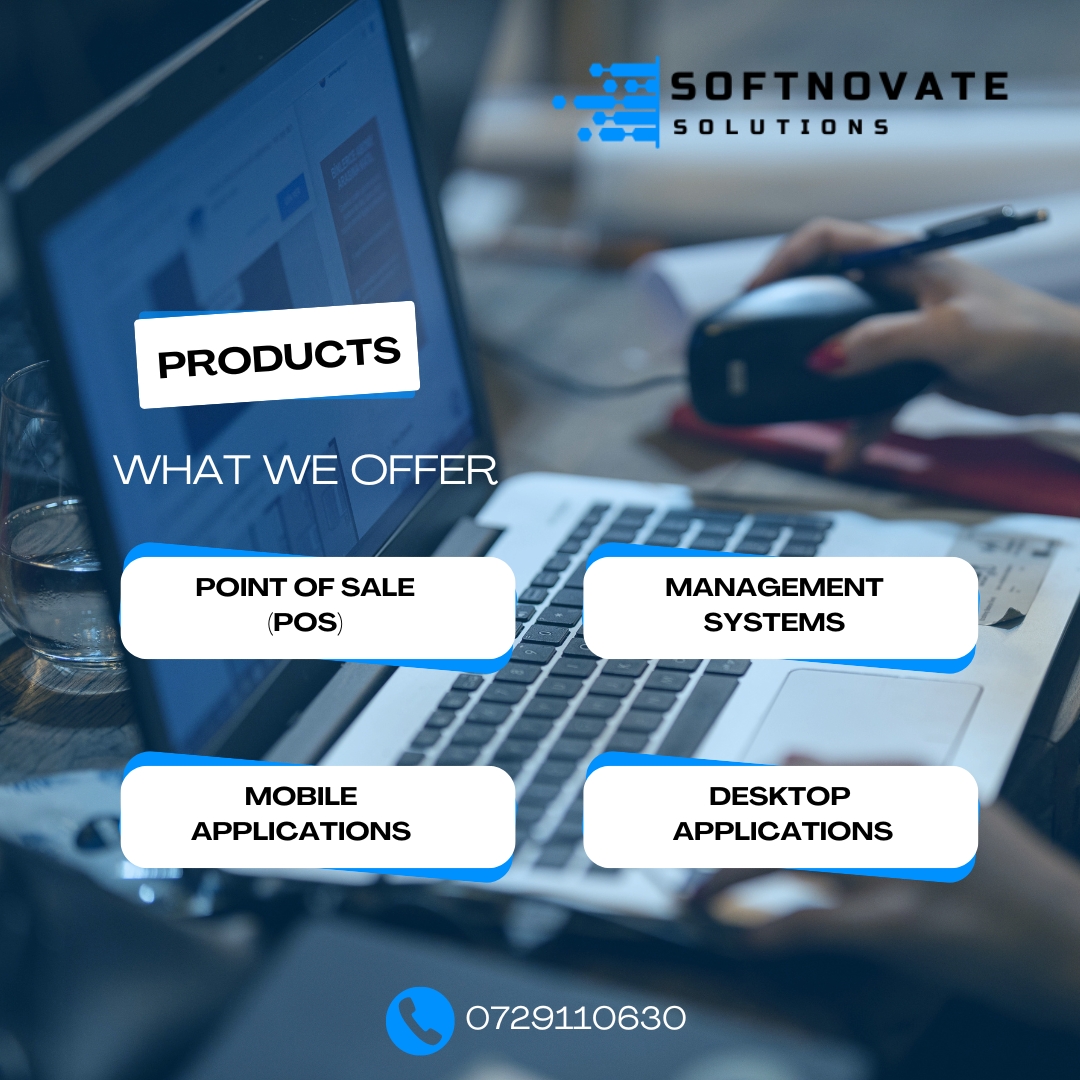 SOFTNOVATE
SOLUTIONS
PRODUCTS
WHAT WE OFFER
POINT OF SALE
(POS)
MANAGEMENT
SYSTEMS
MOBILE
APPLICATIONS
DESKTOP
APPLICATIONS
0729110630